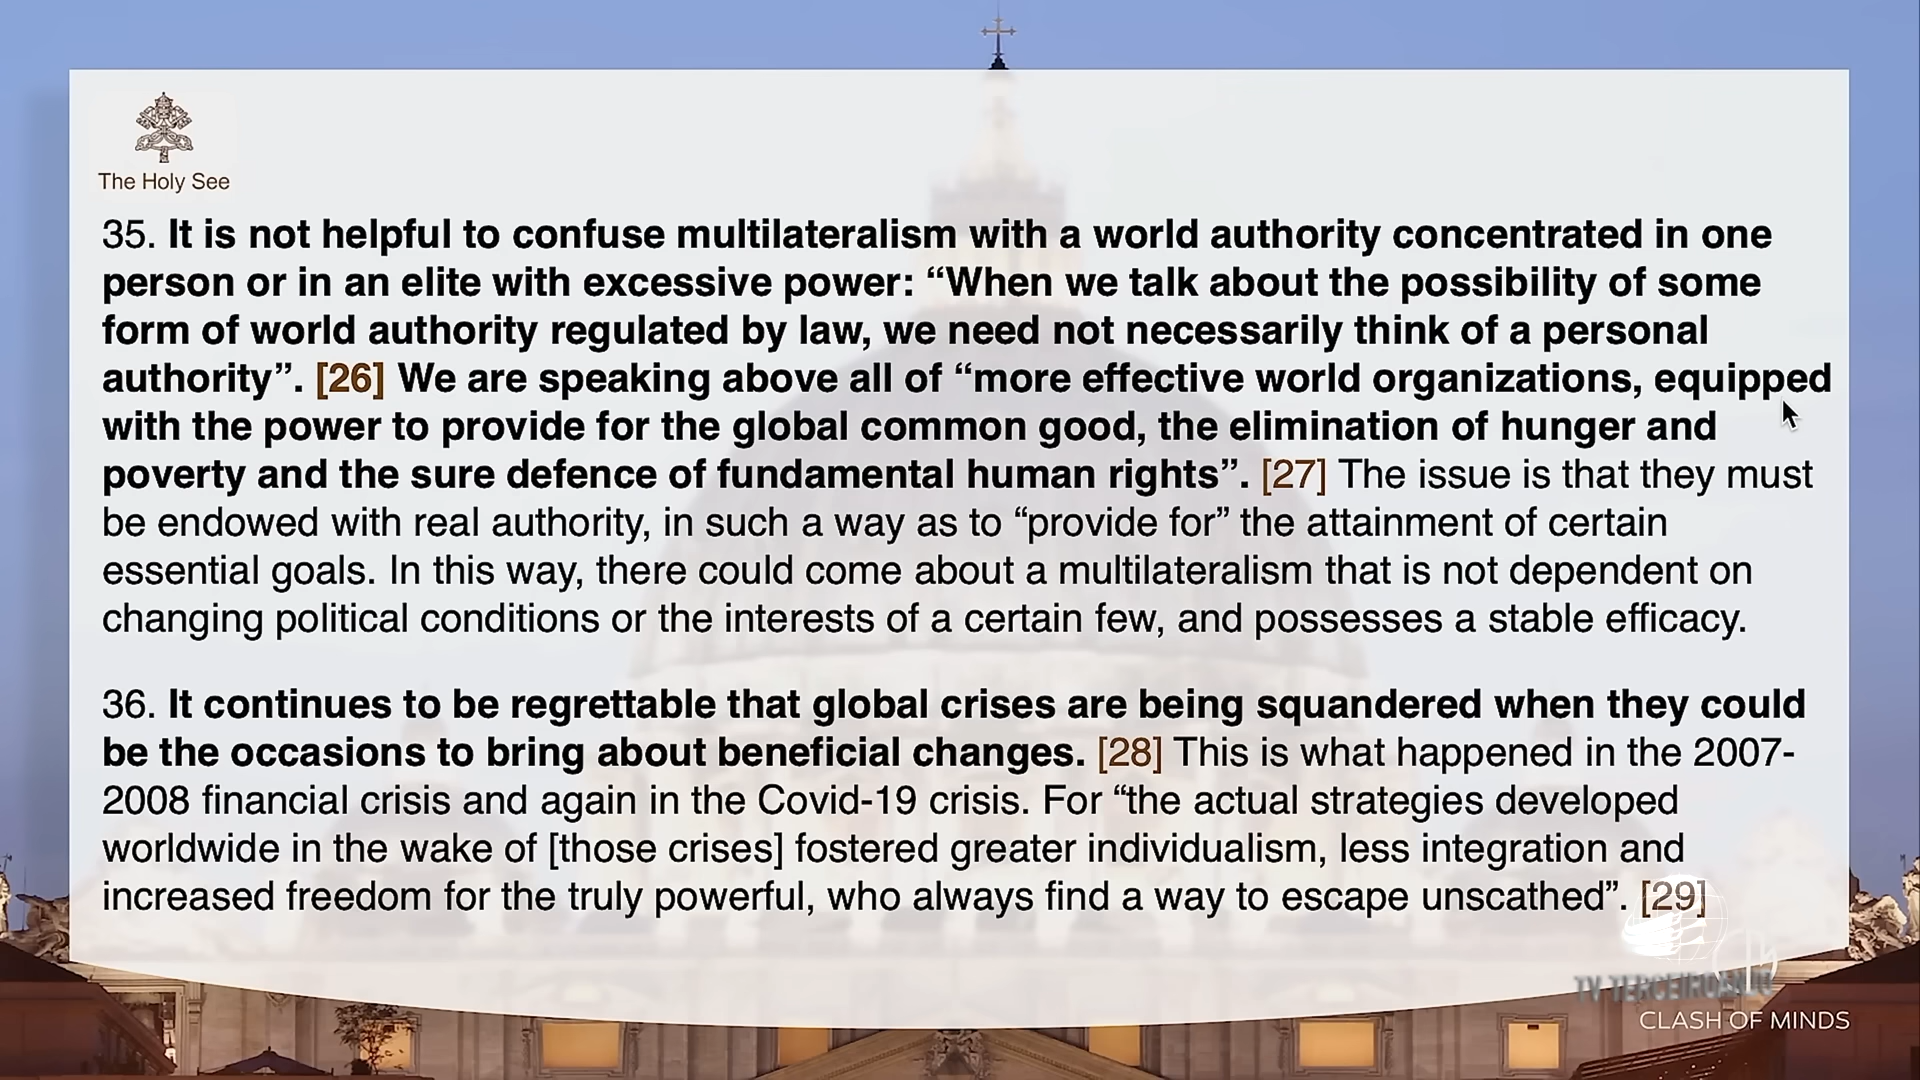 The Holy See
35. It is not helpful to confuse multilateralism with a world authority concentrated in one
person or in an elite with excessive power: “When we talk about the possibility of some
form of world authority regulated by law, we need not necessarily think of a personal
authority”. [26] We are speaking above all of “more effective world organizations, equipped
with the power to provide for the global common good, the elimination of hunger and
poverty and the sure defence of fundamental human rights”. [27] The issue is that they must
be endowed with real authority, in such a way as to “provide for” the attainment of certain
essential goals. In this way, there could come about a multilateralism that is not dependent on
changing political conditions or the interests of a certain few, and possesses a stable efficacy.
36. It continues to be regrettable that global crises are being squandered when they could
be the occasions to bring about beneficial changes. [28] This is what happened in the 2007-
2008 financial crisis and again in the Covid-19 crisis. For “the actual strategies developed
worldwide in the wake of [those crises] fostered greater individualism, less integration and
increased freedom for the truly powerful, who always find a way to escape unscathed”. [29]
TV
CLASH OF MINDS